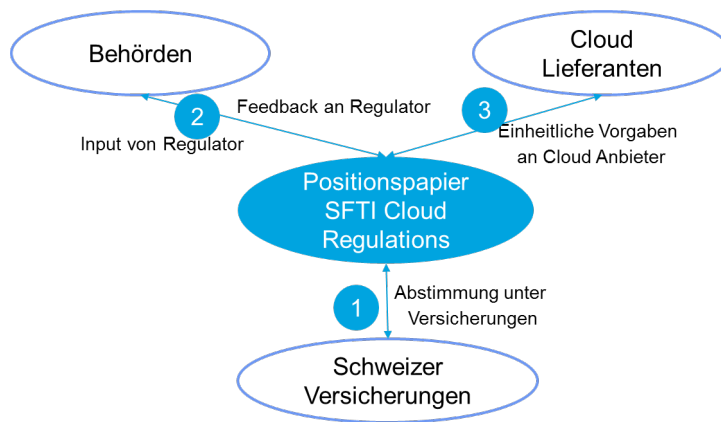 Behörden
Cloud
Lieferanten
2
Feedback an Regulator
3
Input von Regulator
Einheitliche Vorgaben
an Cloud Anbieter
Positionspapier
SFTI Cloud
Regulations
1
Abstimmung unter
Versicherungen
Schweizer
Versicherungen